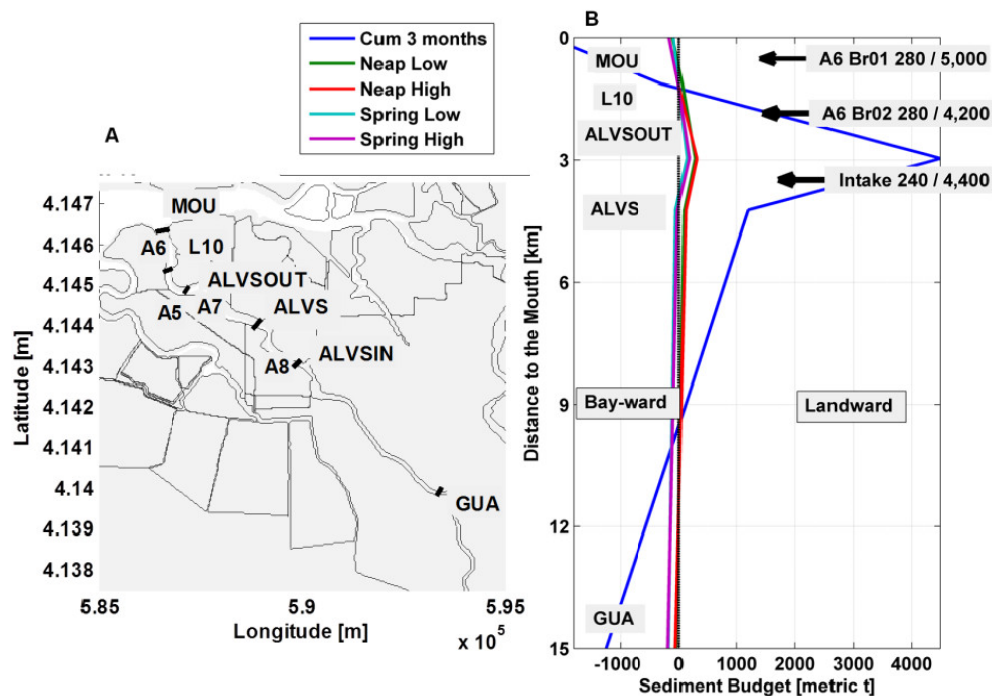 Cum 3 months
Neap Low
Neap High
Spring Low
Spring High
A
4.147
4.146
4.145
4.144
4.143
4.142
4.141
4.14
4.139
4.138
Latitude [m]
MOU
A6
L10
ALVSOUT
A5
A7
ALVS
ALVSIN
A8
GUA
5.85
5.9
5.95
Longitude [m]
x 10⁵
B
0
3
6
9
12
15
Distance to the Mouth [km]
MOU
A6 Br01 280 / 5,000
L10
A6 Br02 280 / 4,200
ALVSOUT
Intake 240 / 4,400
ALVS
Bay-ward
Landward
GUA
-1000
0
1000
2000
3000
4000
Sediment Budget [metric t]